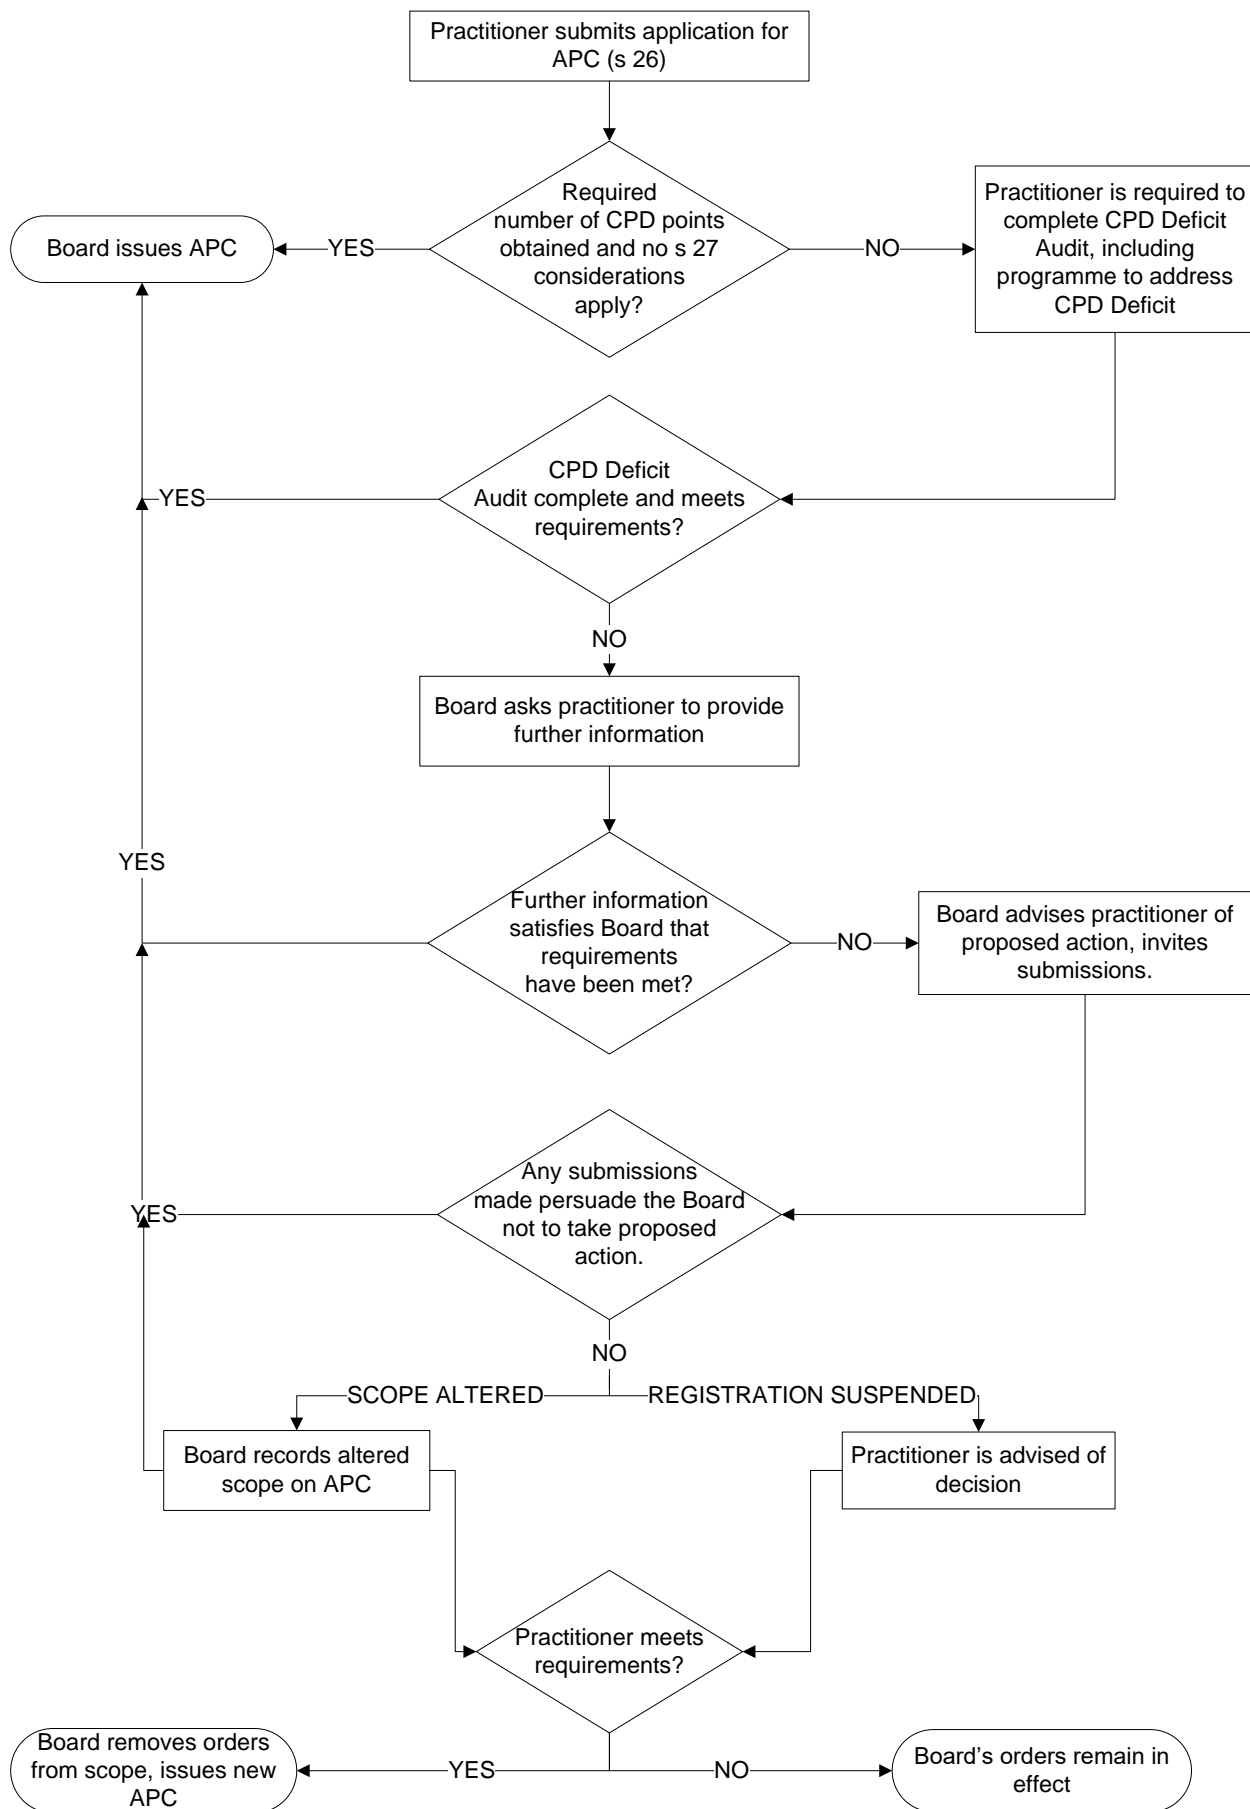 Practitioner submits application for
APC (s 26)
Required
number of CPD points
obtained and no s 27
considerations
apply?
YES
Board issues APC
NO
Practitioner is required to
complete CPD Deficit
Audit, including
programme to address
CPD Deficit
CPD Deficit
Audit complete and meets
requirements?
YES
NO
Board asks practitioner to provide
further information
Further information
satisfies Board that
requirements
have been met?
YES
NO
Board advises practitioner of
proposed action, invites
submissions.
Any submissions
made persuade the Board
not to take proposed
action.
YES
NO
SCOPE ALTERED
REGISTRATION SUSPENDED
Board records altered
scope on APC
Practitioner is advised of
decision
Practitioner meets
requirements?
YES
NO
Board removes orders
from scope, issues new
APC
Board’s orders remain in
effect